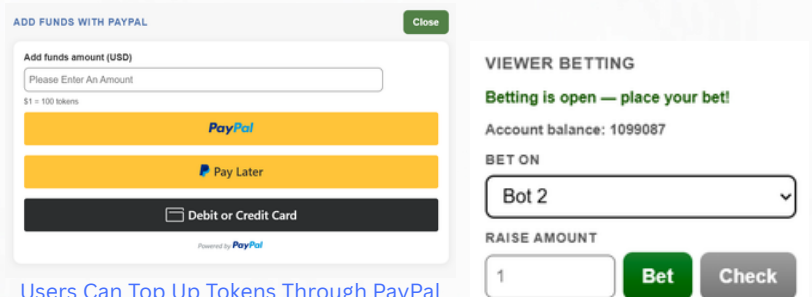 ADD FUNDS WITH PAYPAL
Close
Add funds amount (USD)
Please Enter An Amount
$1 = 100 tokens
PayPal
Pay Later
Debit or Credit Card
Powered by PayPal
Users Can Top Up Tokens Through PayPal
VIEWER BETTING
Betting is open — place your bet!
Account balance: 1099087
BET ON
Bot 2
RAISE AMOUNT
1
Bet
Check